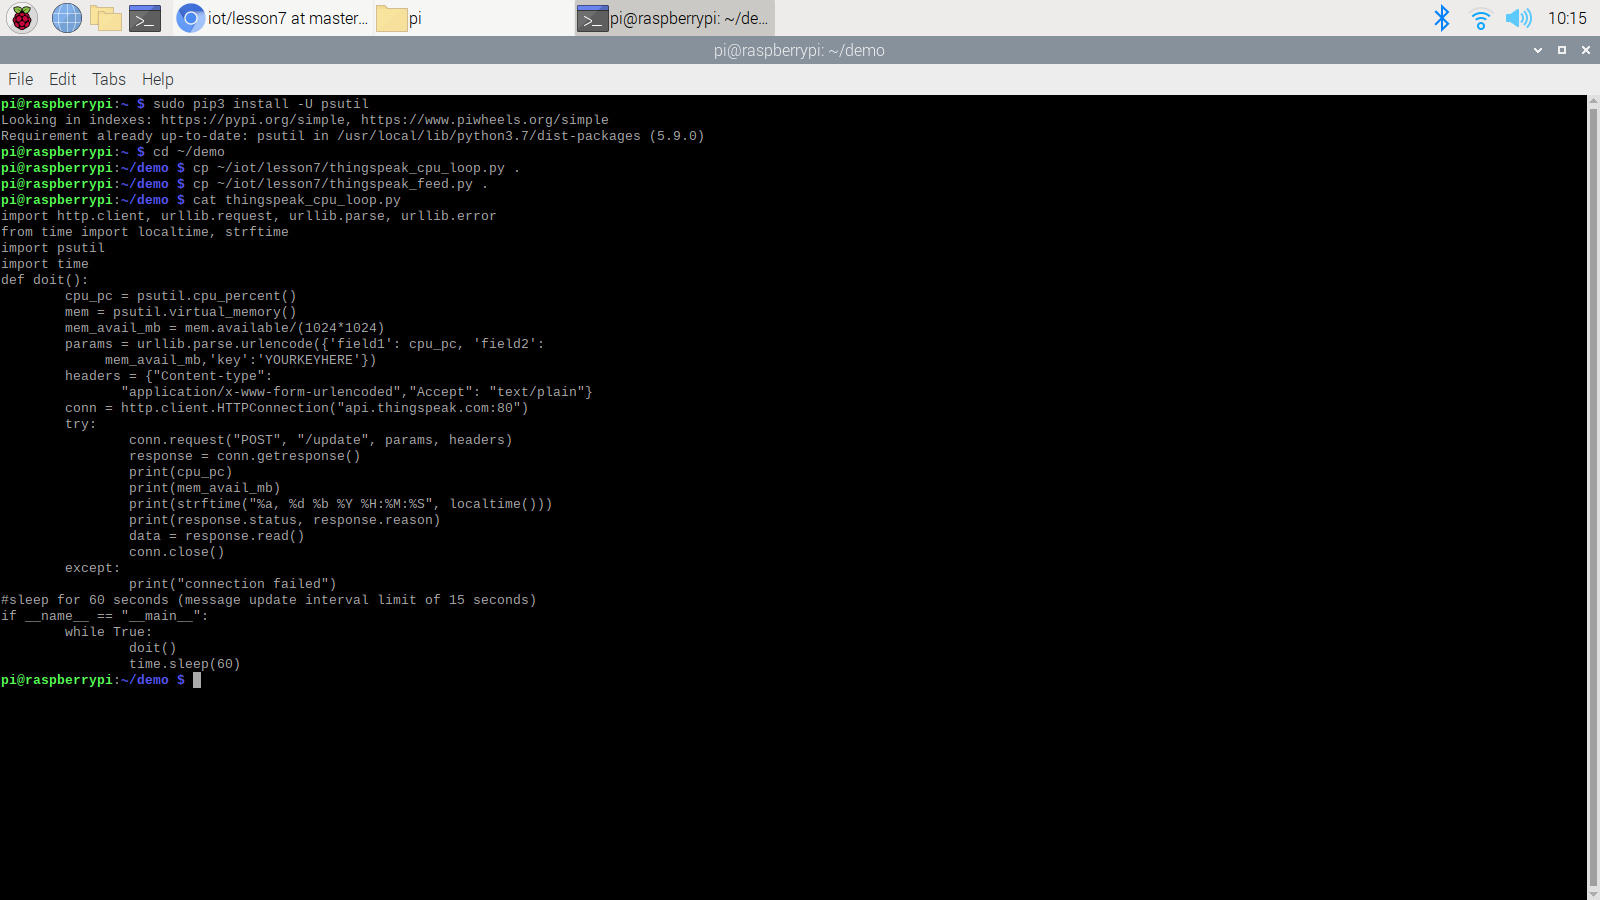 iot/lesson7 at master...
pi
pi@raspberrypi: ~/de...
10:15
pi@raspberrypi: ~/demo
File Edit Tabs Help
pi@raspberrypi:~ $ sudo pip3 install -U psutil
Looking in indexes: https://pypi.org/simple, https://www.piwheels.org/simple
Requirement already up-to-date: psutil in /usr/local/lib/python3.7/dist-packages (5.9.0)
pi@raspberrypi:~ $ cd ~/demo
pi@raspberrypi:~/demo $ cp ~/iot/lesson7/thingspeak_cpu_loop.py .
pi@raspberrypi:~/demo $ cp ~/iot/lesson7/thingspeak_feed.py .
pi@raspberrypi:~/demo $ cat thingspeak_cpu_loop.py
import http.client, urllib.request, urllib.parse, urllib.error
from time import localtime, strftime
import psutil
import time
def doit():
        cpu_pc = psutil.cpu_percent()
        mem = psutil.virtual_memory()
        mem_avail_mb = mem.available/(1024*1024)
        params = urllib.parse.urlencode({'field1': cpu_pc, 'field2':
             mem_avail_mb,'key':'YOURKEYHERE'})
        headers = {"Content-type":
               "application/x-www-form-urlencoded","Accept": "text/plain"}
        conn = http.client.HTTPConnection("api.thingspeak.com:80")
        try:
                conn.request("POST", "/update", params, headers)
                response = conn.getresponse()
                print(cpu_pc)
                print(mem_avail_mb)
                print(strftime("%a, %d %b %Y %H:%M:%S", localtime()))
                print(response.status, response.reason)
                data = response.read()
                conn.close()
        except:
                print("connection failed")
#sleep for 60 seconds (message update interval limit of 15 seconds)
if __name__ == "__main__":
        while True:
                doit()
                time.sleep(60)
pi@raspberrypi:~/demo $